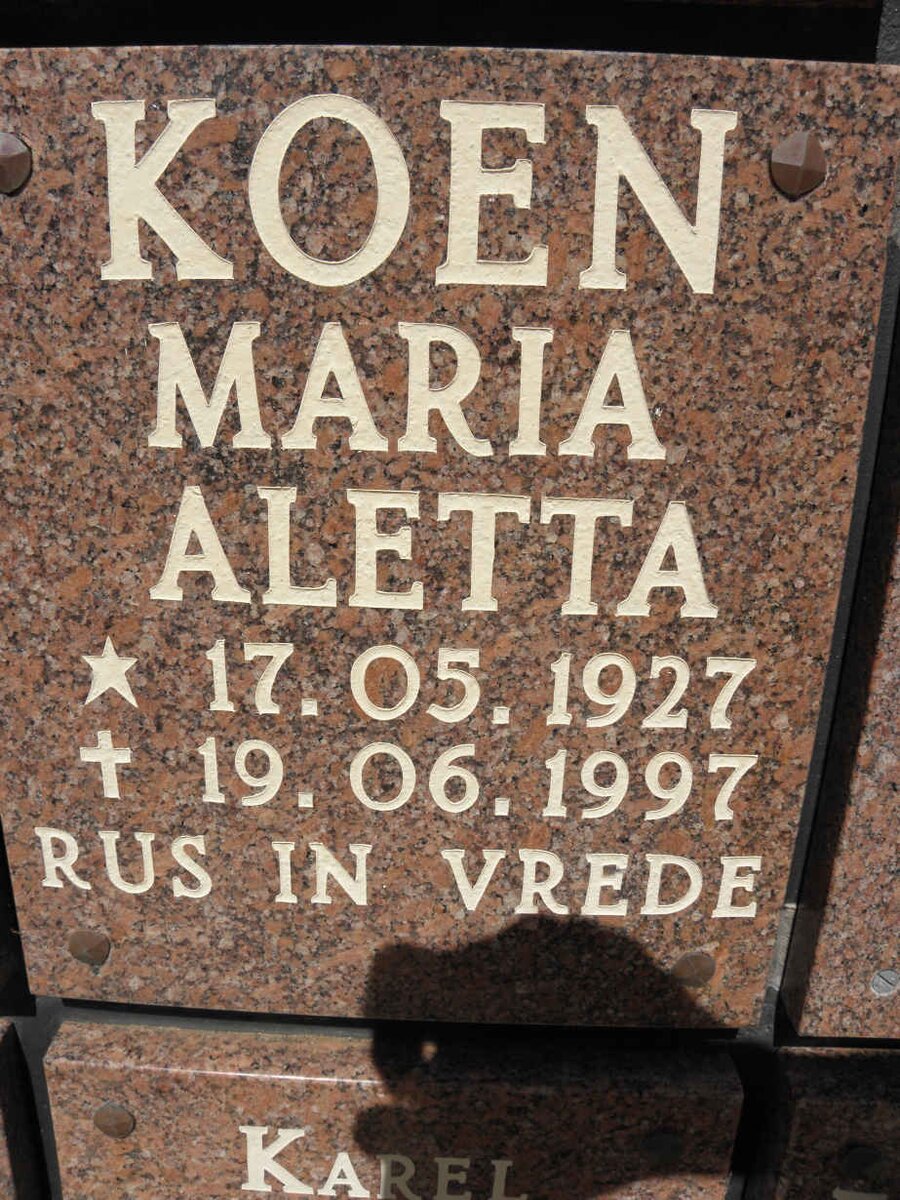 KOEN
MARIA
ALETTA
★ 17. 05. 1927
✝ 19. 06. 1997
RUS IN VREDE
KAREL